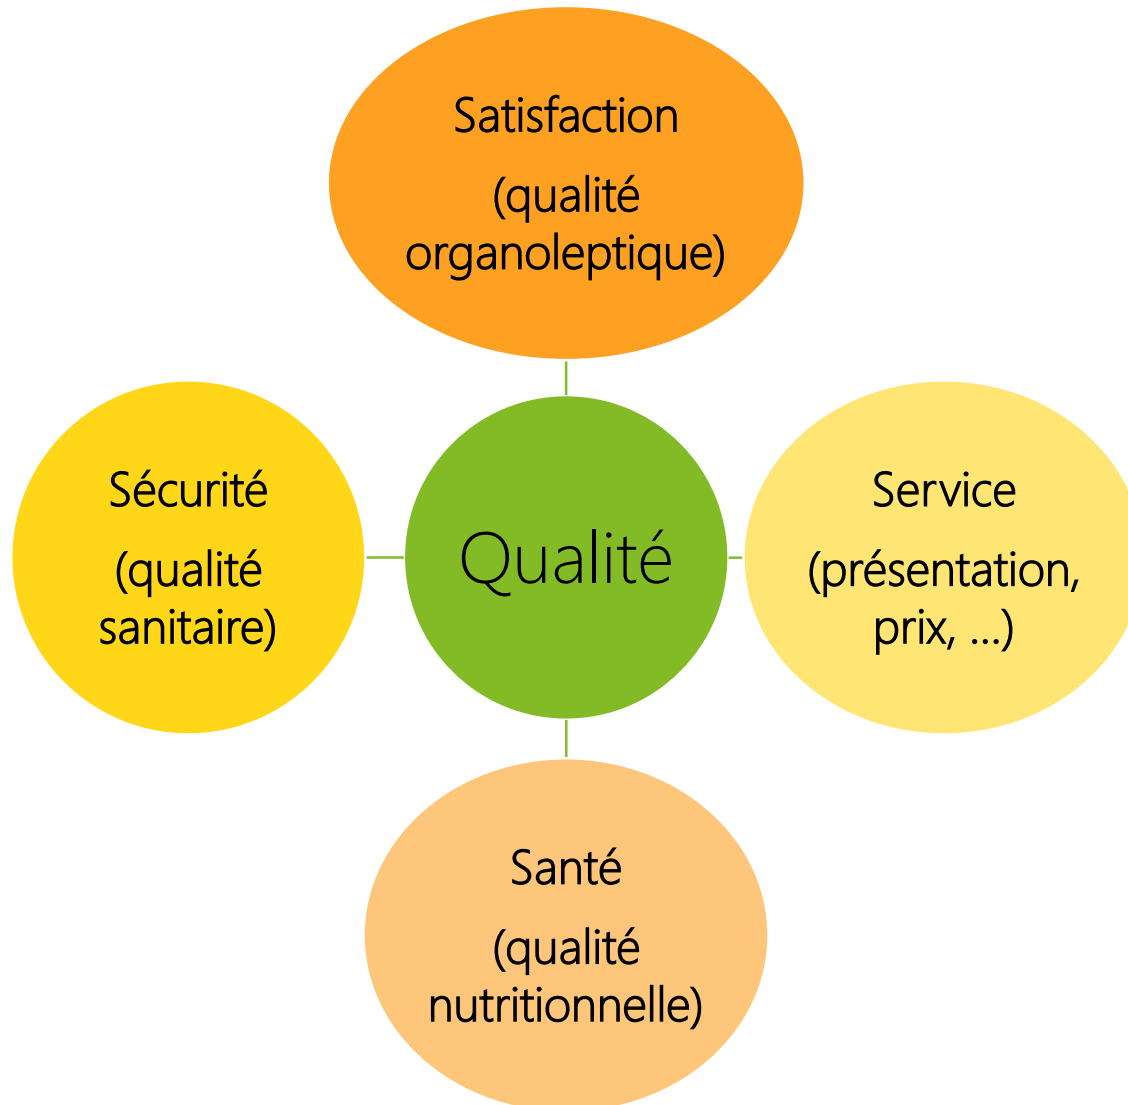 Satisfaction
(qualité
organoleptique)
Sécurité
(qualité
sanitaire)
Qualité
Service
(présentation,
prix, …)
Santé
(qualité
nutritionnelle)